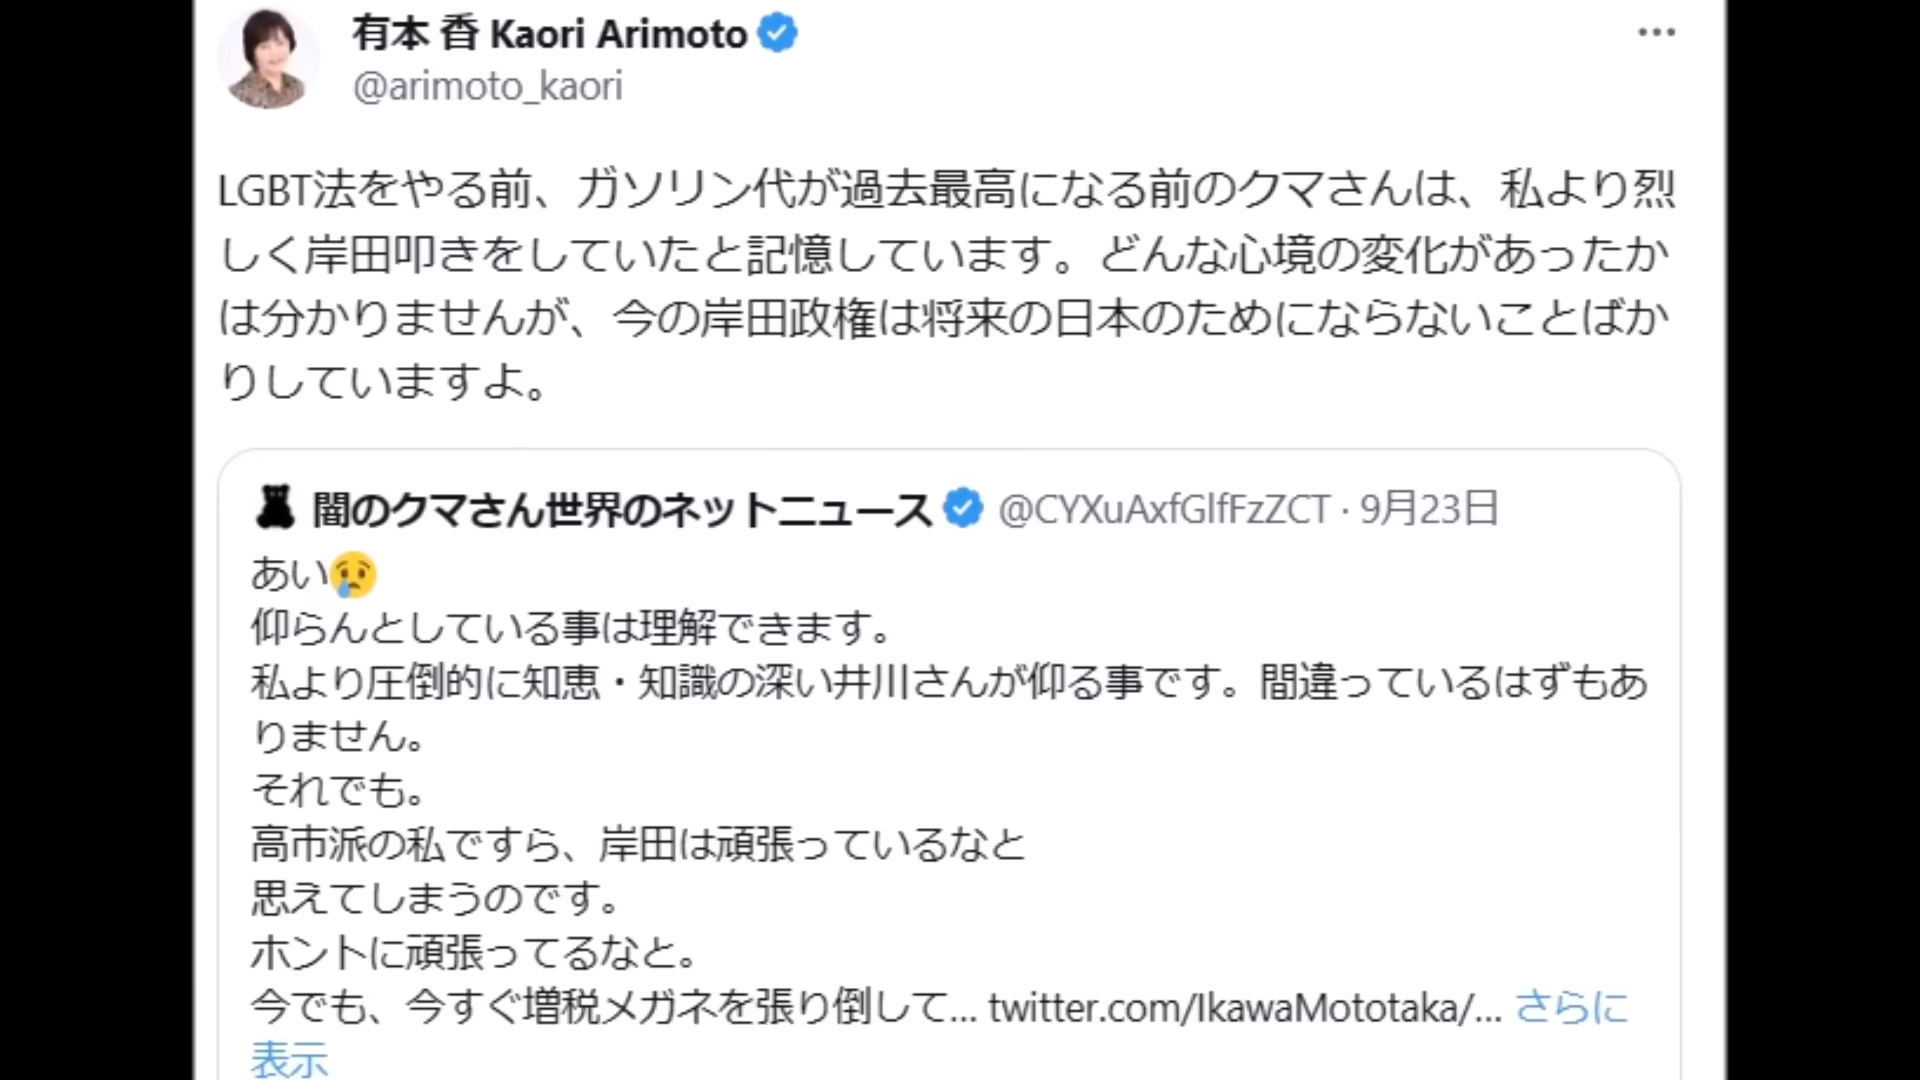 有本 香 Kaori Arimoto
@arimoto_kaori
LGBT法をやる前、ガソリン代が過去最高になる前のクマさんは、私より烈
しく岸田叩きをしていたと記憶しています。どんな心境の変化があったか
は分かりませんが、今の岸田政権は将来の日本のためにならないことばか
りしていますよ。
闇のクマさん世界のネットニュース @CYXuAxfGlfFzZCT · 9月23日
あい😢
仰らんとしている事は理解できます。
私より圧倒的に知恵・知識の深い井川さんが仰る事です。間違っているはずもあ
りません。
それでも。
高市派の私ですら、岸田は頑張っているなと
思えてしまうのです。
ホントに頑張ってるなと。
今でも、今すぐ増税メガネを張り倒して... twitter.com/IkawaMototaka/... さらに
表示